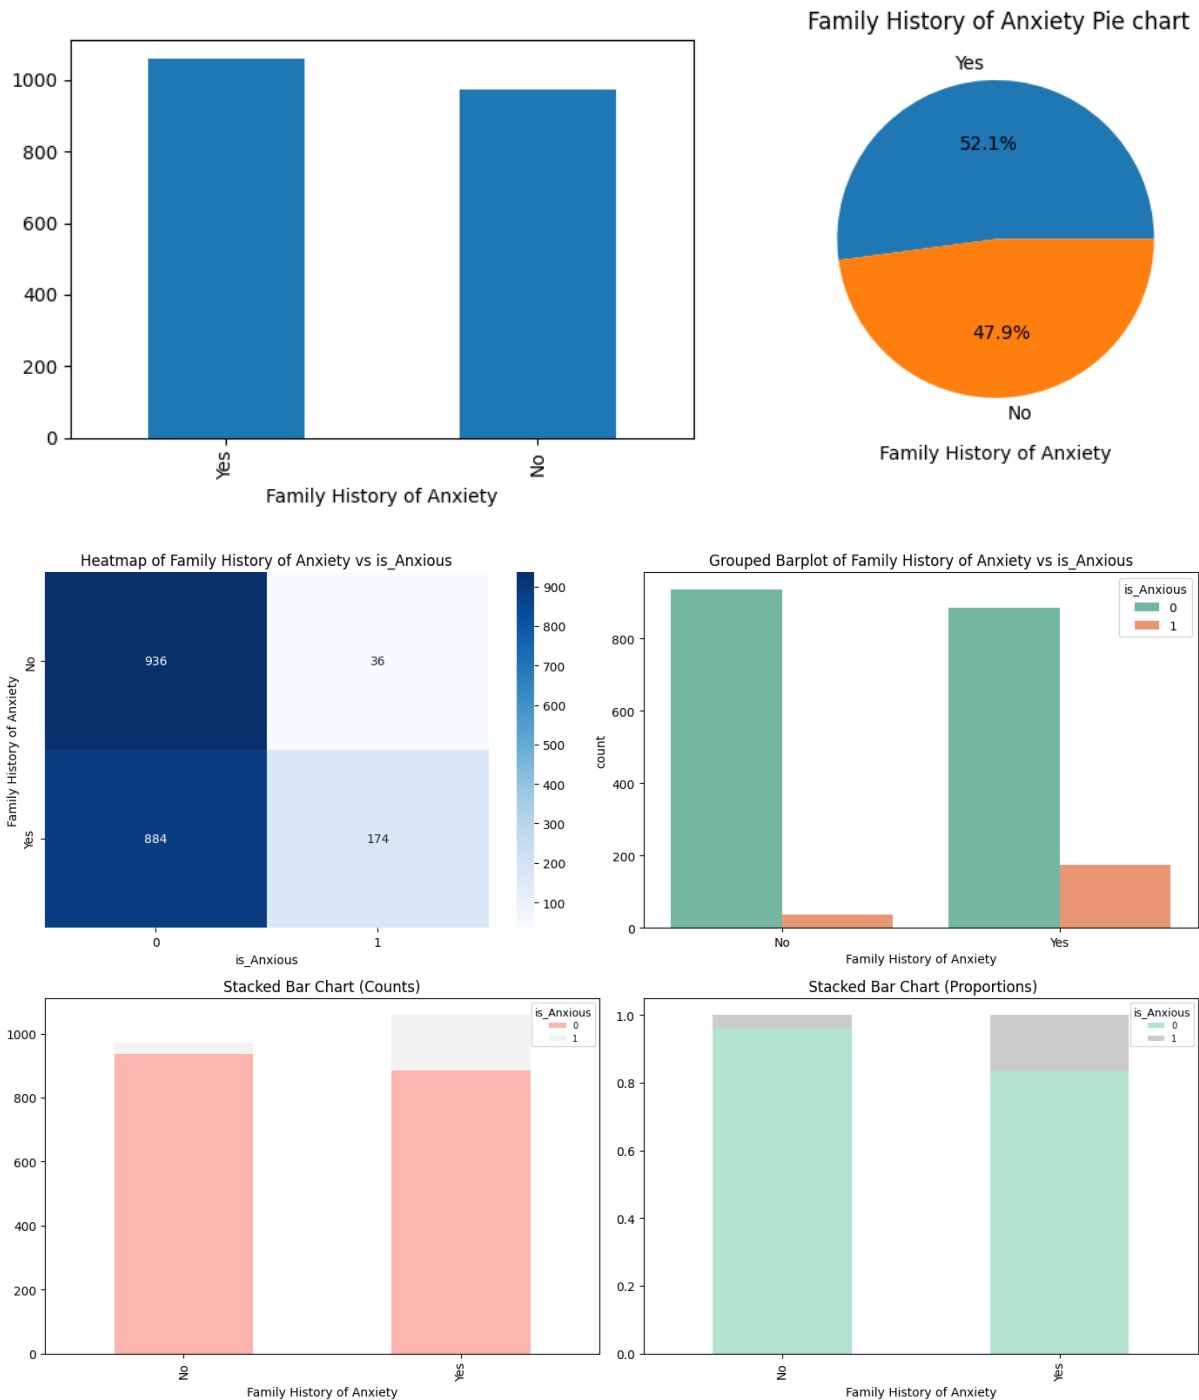 1000
800
600
400
200
0
Yes
No
Family History of Anxiety
Family History of Anxiety Pie chart
Yes
52.1%
47.9%
No
Family History of Anxiety
Heatmap of Family History of Anxiety vs is_Anxious
Family History of Anxiety
No
Yes
936
36
884
174
0
1
is_Anxious
900
800
700
600
500
400
300
200
100
Grouped Barplot of Family History of Anxiety vs is_Anxious
is_Anxious
0
1
count
800
600
400
200
0
No
Yes
Family History of Anxiety
Stacked Bar Chart (Counts)
is_Anxious
0
1
1000
800
600
400
200
0
No
Yes
Family History of Anxiety
Stacked Bar Chart (Proportions)
is_Anxious
0
1
1.0
0.8
0.6
0.4
0.2
0.0
No
Yes
Family History of Anxiety